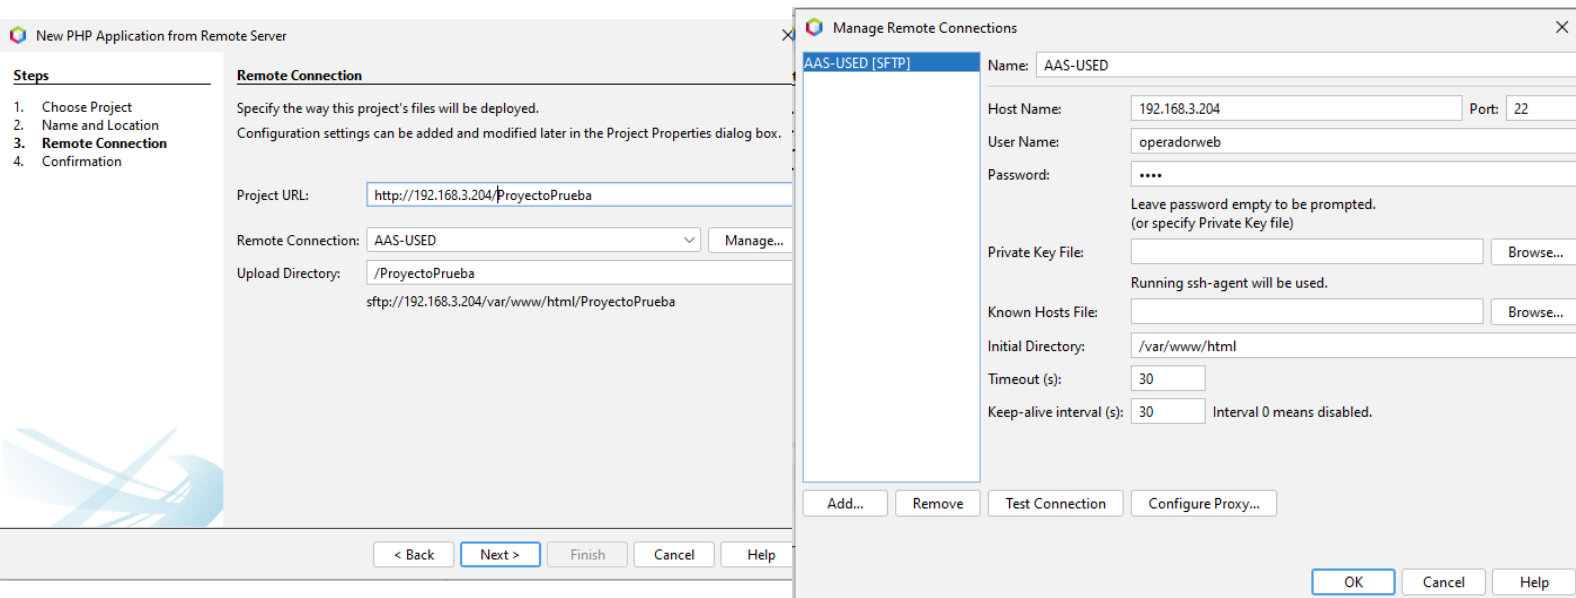 New PHP Application from Remote Server
Steps
1. Choose Project
2. Name and Location
3. Remote Connection
4. Confirmation
Remote Connection
Specify the way this project's files will be deployed.
Configuration settings can be added and modified later in the Project Properties dialog box.
Project URL: http://192.168.3.204/ProyectoPrueba
Remote Connection: AAS-USED Manage...
Upload Directory: /ProyectoPrueba
sftp://192.168.3.204/var/www/html/ProyectoPrueba
< Back Next > Finish Cancel Help
Manage Remote Connections
AAS-USED [SFTP]
Name: AAS-USED
Host Name: 192.168.3.204 Port: 22
User Name: operadorweb
Password: ••••
Leave password empty to be prompted.
(or specify Private Key file)
Private Key File: Browse...
Running ssh-agent will be used.
Known Hosts File: Browse...
Initial Directory: /var/www/html
Timeout (s): 30
Keep-alive interval (s): 30 Interval 0 means disabled.
Add... Remove Test Connection Configure Proxy...
OK Cancel Help